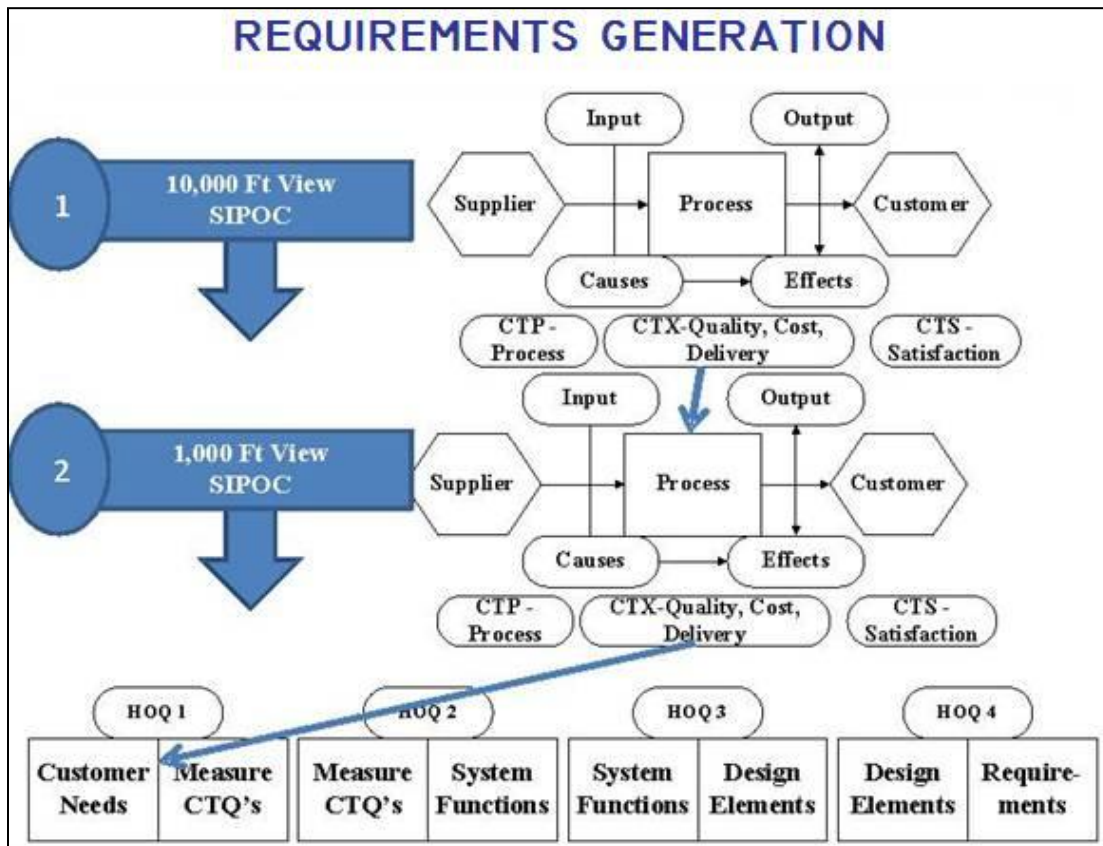 REQUIREMENTS GENERATION
Input
Output
1
10,000 Ft View
SIPOC
Supplier
Process
Customer
Causes
Effects
CTP -
Process
CTX-Quality, Cost,
Delivery
CTS -
Satisfaction
Input
Output
2
1,000 Ft View
SIPOC
Supplier
Process
Customer
Causes
Effects
CTP -
Process
CTX-Quality, Cost,
Delivery
CTS -
Satisfaction
HOQ 1
HOQ 2
HOQ 3
HOQ 4
Customer
Needs
Measure
CTQ's
Measure
CTQ's
System
Functions
System
Functions
Design
Elements
Design
Elements
Require-
ments